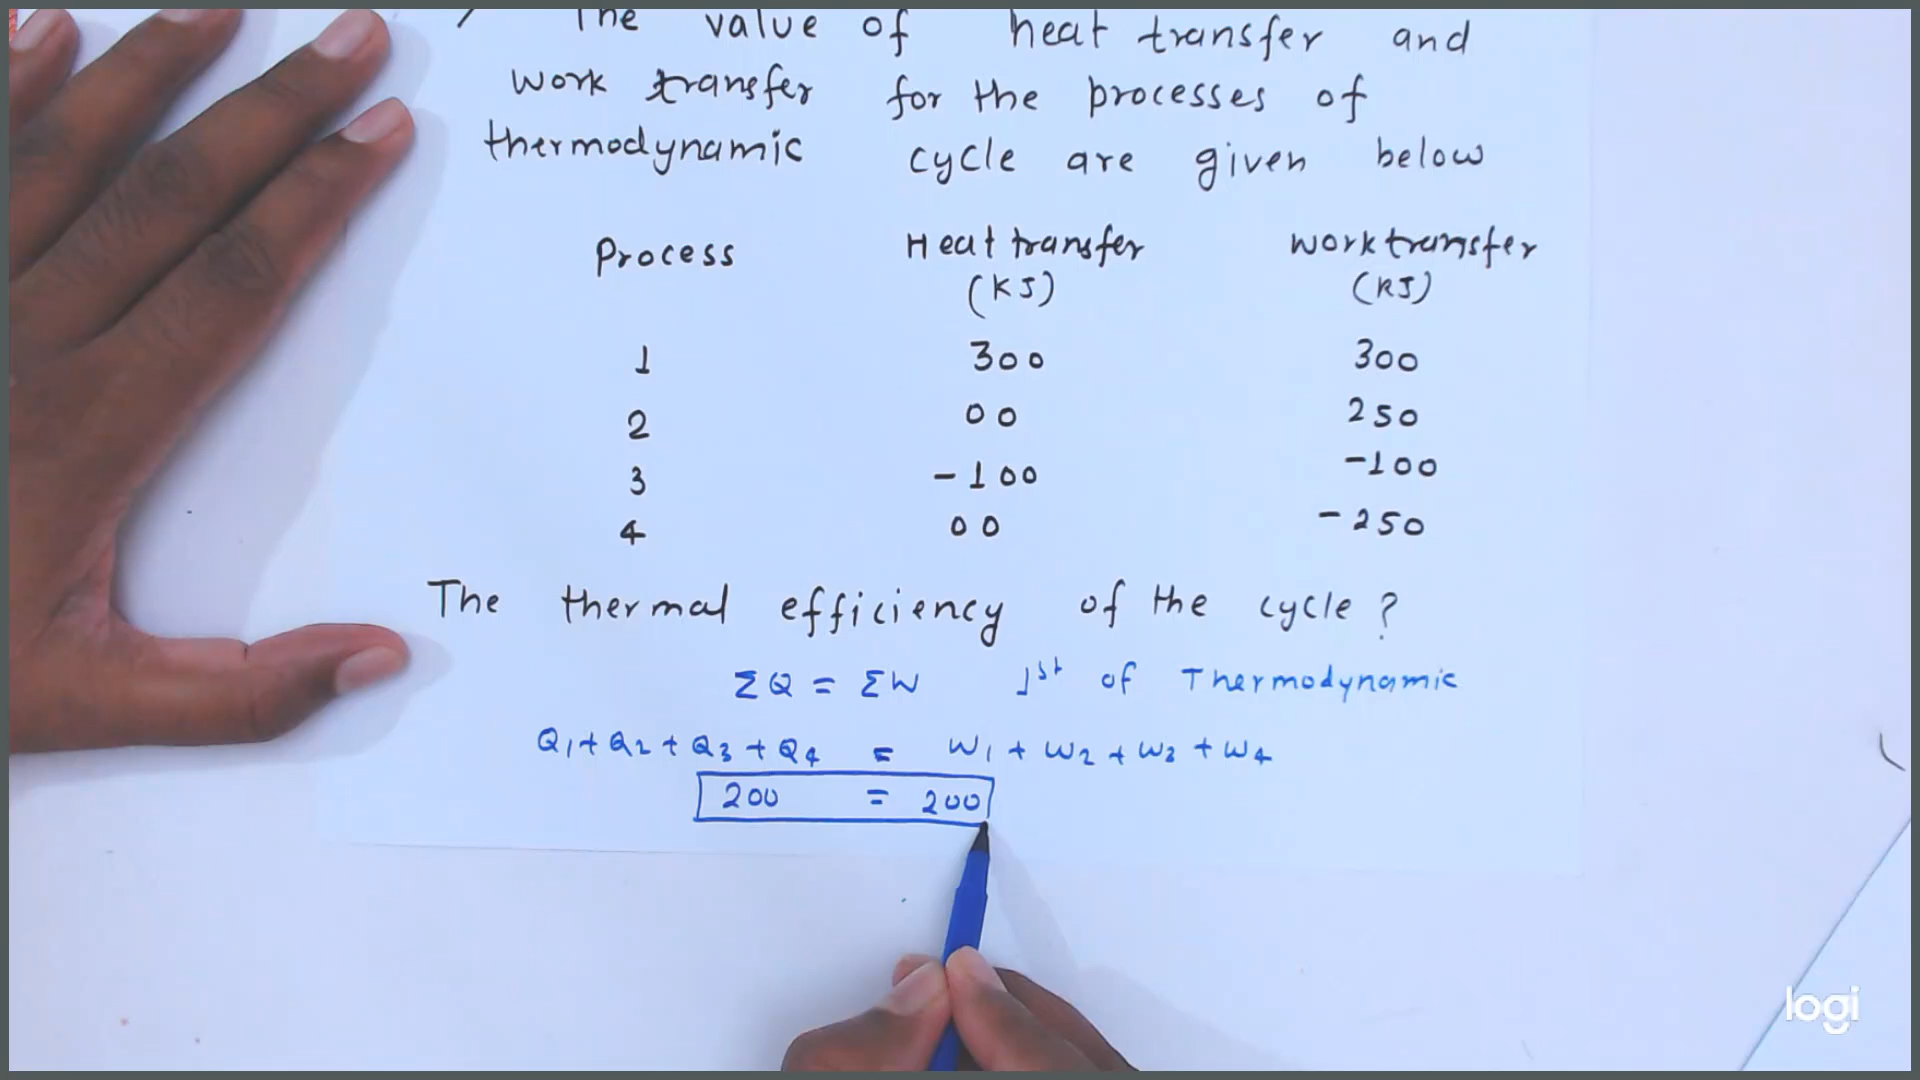 The value of heat transfer and
work transfer for the processes of
thermodynamic cycle are given below
Process Heat transfer work transfer
(KJ) (KJ)
1 300 300
2 00 250
3 -100 -100
4 00 -250
The thermal efficiency of the cycle?
ΣQ = ΣW 1st of Thermodynamic
Q1+Q2+Q3+Q4 = W1+W2+W3+W4
200 = 200
logi